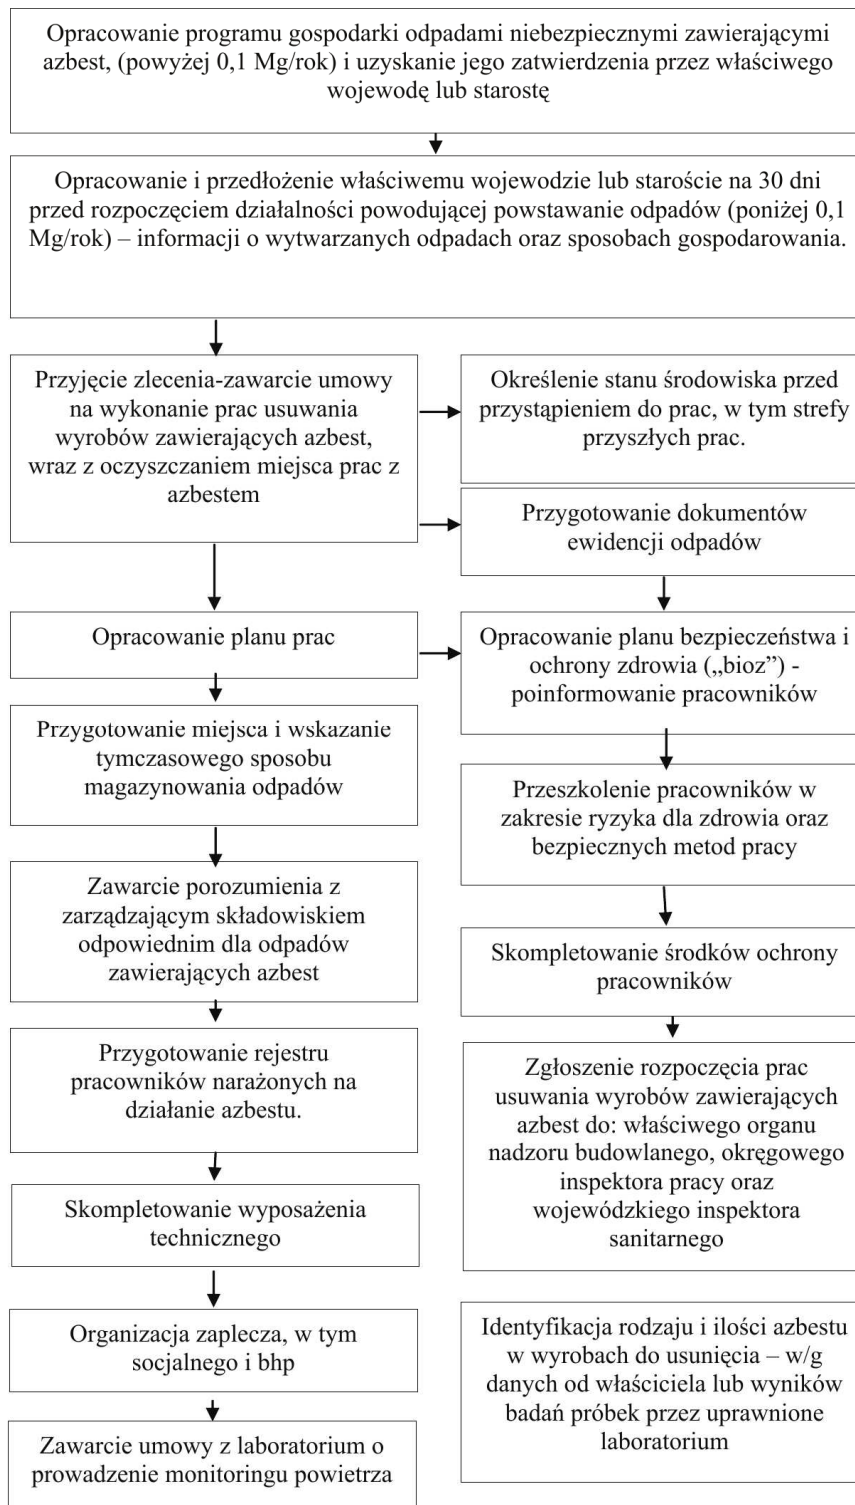 Opracowanie programu gospodarki odpadami niebezpiecznymi zawierającymi
azbest, (powyżej 0,1 Mg/rok) i uzyskanie jego zatwierdzenia przez właściwego
wojewodę lub starostę
Opracowanie i przedłożenie właściwemu wojewodzie lub staroście na 30 dni
przed rozpoczęciem działalności powodującej powstawanie odpadów (poniżej 0,1
Mg/rok) – informacji o wytwarzanych odpadach oraz sposobach gospodarowania.
Przyjęcie zlecenia-zawarcie umowy
na wykonanie prac usuwania
wyrobów zawierających azbest,
wraz z oczyszczaniem miejsca prac z
azbestem
Określenie stanu środowiska przed
przystąpieniem do prac, w tym strefy
przyszłych prac.
Przygotowanie dokumentów
ewidencji odpadów
Opracowanie planu prac
Opracowanie planu bezpieczeństwa i
ochrony zdrowia („bioz”) -
poinformowanie pracowników
Przygotowanie miejsca i wskazanie
tymczasowego sposobu
magazynowania odpadów
Przeszkolenie pracowników w
zakresie ryzyka dla zdrowia oraz
bezpiecznych metod pracy
Zawarcie porozumienia z
zarządzającym składowiskiem
odpowiednim dla odpadów
zawierających azbest
Skompletowanie środków ochrony
pracowników
Przygotowanie rejestru
pracowników narażonych na
działanie azbestu.
Zgłoszenie rozpoczęcia prac
usuwania wyrobów zawierających
azbest do: właściwego organu
nadzoru budowlanego, okręgowego
inspektora pracy oraz
wojewódzkiego inspektora
sanitarnego
Skompletowanie wyposażenia
technicznego
Organizacja zaplecza, w tym
socjalnego i bhp
Identyfikacja rodzaju i ilości azbestu
w wyrobach do usunięcia – w/g
danych od właściciela lub wyników
badań próbek przez uprawnione
laboratorium
Zawarcie umowy z laboratorium o
prowadzenie monitoringu powietrza